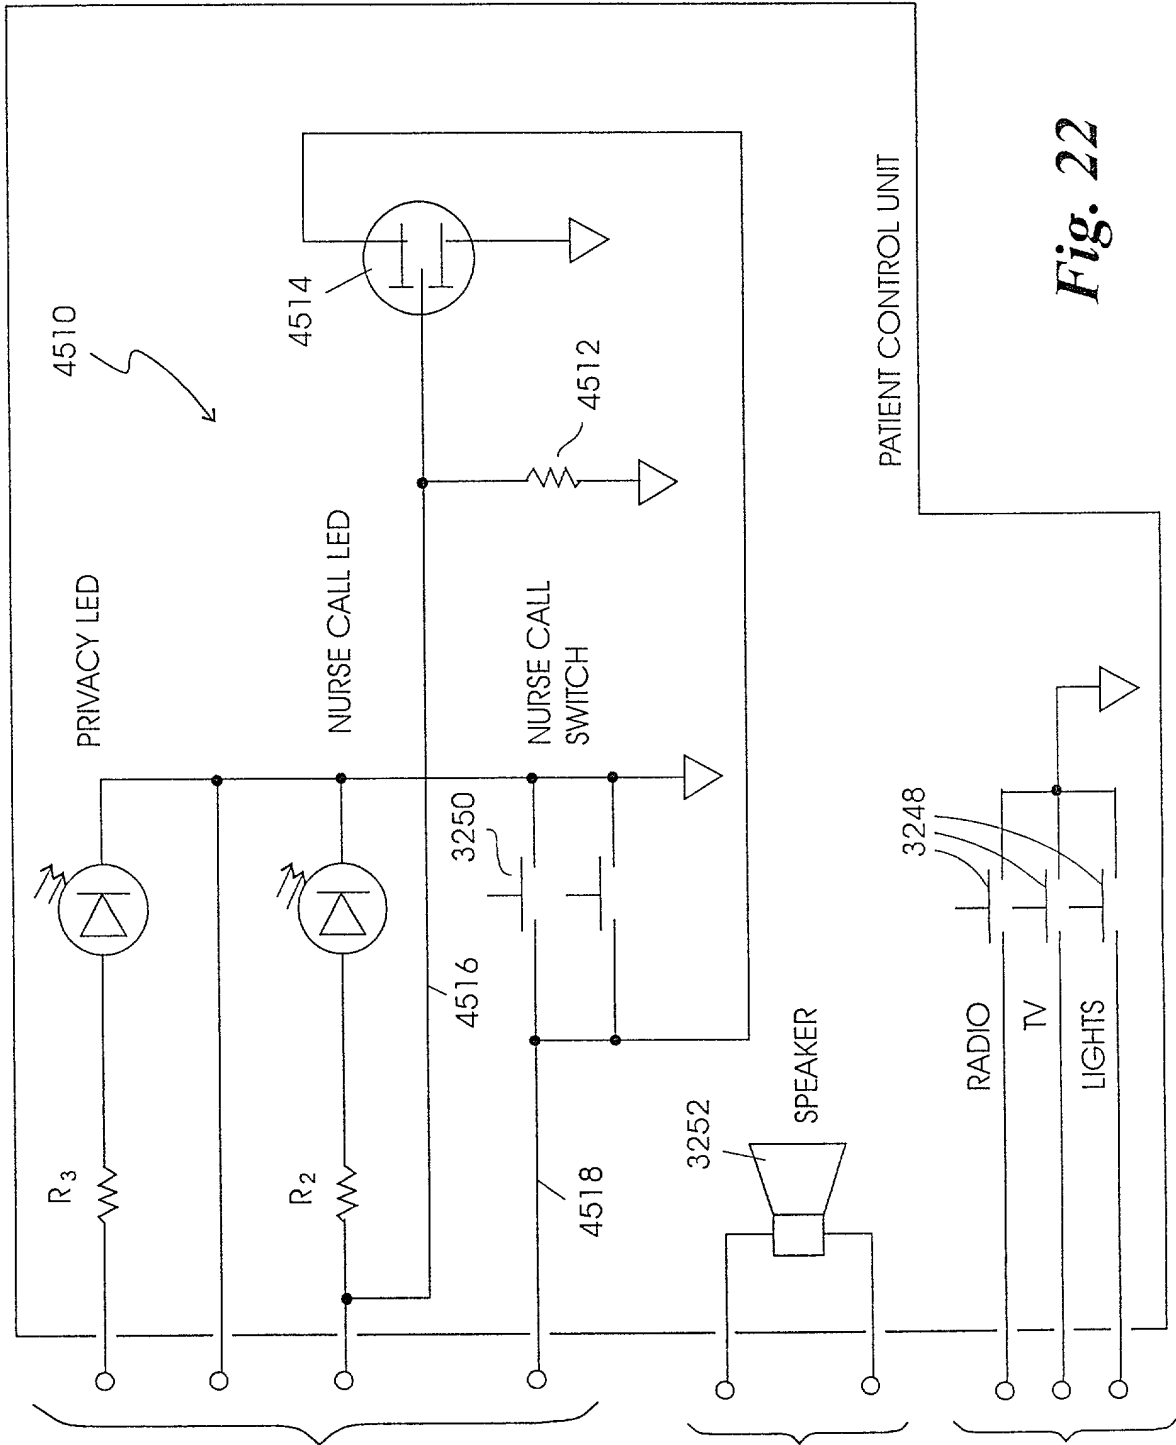 4510
PRIVACY LED
R3
4514
NURSE CALL LED
R2
4512
4516
NURSE CALL
SWITCH
3250
4518
3252
SPEAKER
PATIENT CONTROL UNIT
3248
RADIO
TV
LIGHTS
Fig. 22